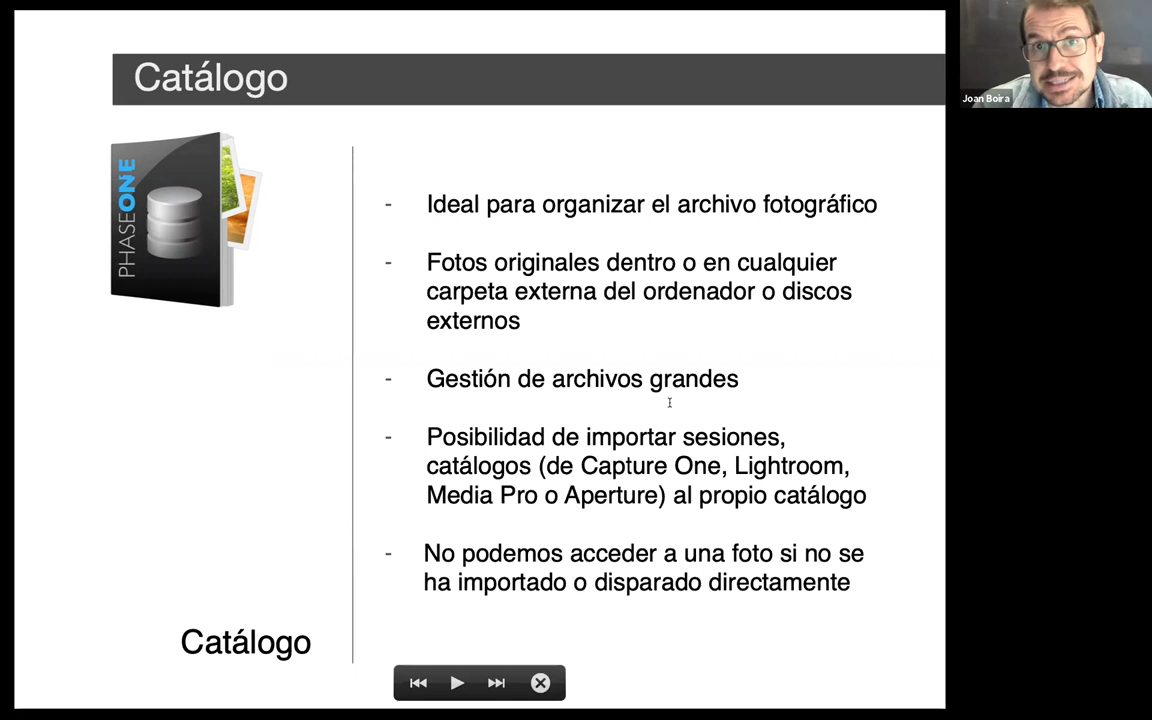 Catálogo
Joan Boira
PHASEONE
- Ideal para organizar el archivo fotográfico
- Fotos originales dentro o en cualquier
carpeta externa del ordenador o discos
externos
- Gestión de archivos grandes
- Posibilidad de importar sesiones,
catálogos (de Capture One, Lightroom,
Media Pro o Aperture) al propio catálogo
- No podemos acceder a una foto si no se
ha importado o disparado directamente
Catálogo